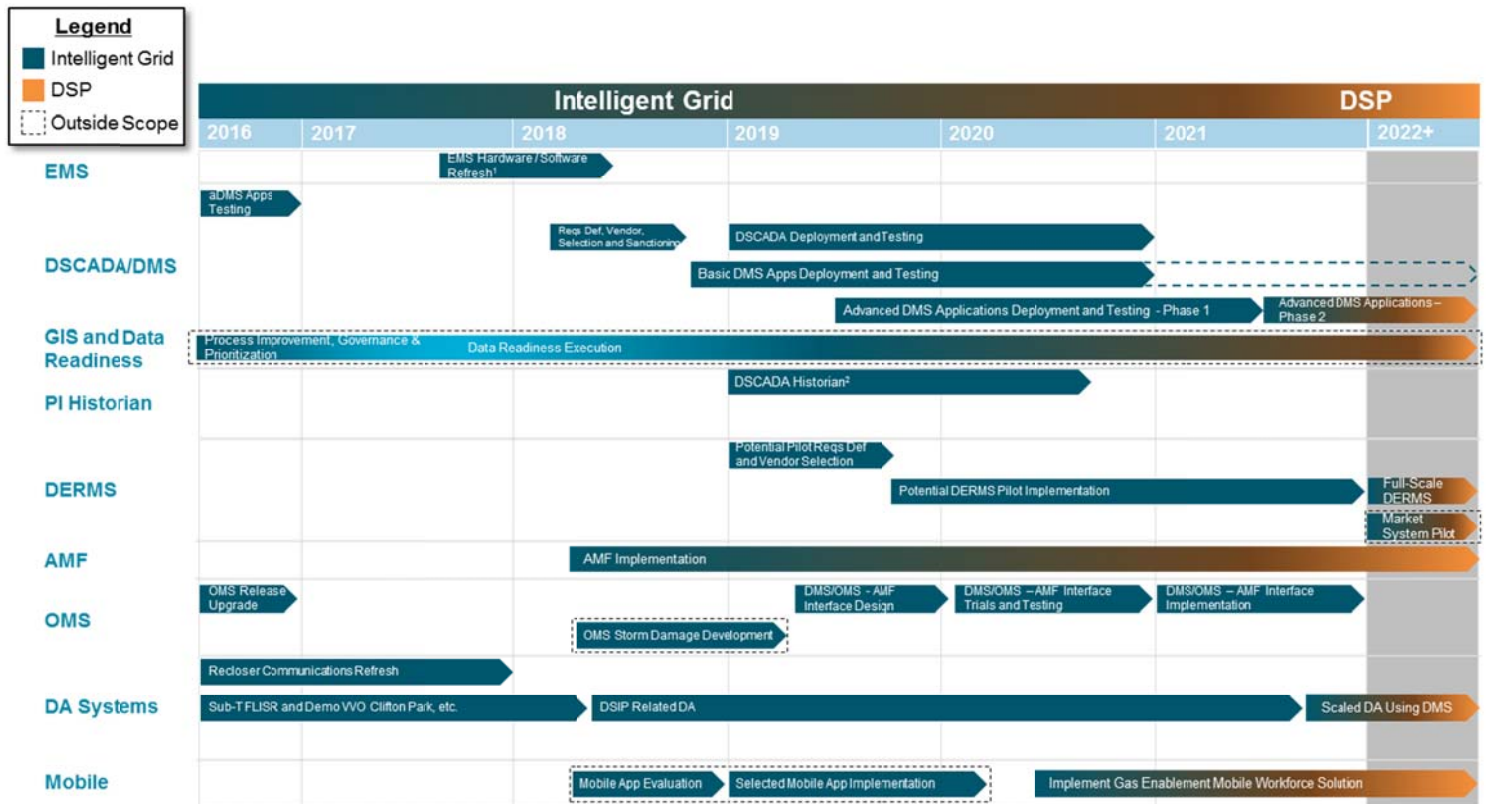 Legend
Intelligent Grid
DSP
Outside Scope
Intelligent Grid
DSP
2016
2017
2018
2019
2020
2021
2022+
EMS
EMS Hardware / Software
Refresh¹
DSCADA/DMS
aDMS Apps
Testing
Reqs Def, Vendor,
Selection and Sanctioning
DSCADA Deployment and Testing
Basic DMS Apps Deployment and Testing
Advanced DMS Applications Deployment and Testing - Phase 1
Advanced DMS Applications –
Phase 2
GIS and Data
Readiness
Process Improvement, Governance &
Prioritization
Data Readiness Execution
PI Historian
DSCADA Historian²
DERMS
Potential Pilot Reqs Def
and Vendor Selection
Potential DERMS Pilot Implementation
Full-Scale
DERMS
Market
System Pilot
AMF
AMF Implementation
OMS
OMS Release
Upgrade
DMS/OMS - AMF
Interface Design
DMS/OMS – AMF Interface
Trials and Testing
DMS/OMS – AMF Interface
Implementation
OMS Storm Damage Development
DA Systems
Recloser Communications Refresh
Sub-T FLISR and Demo VVO Clifton Park, etc.
DSIP Related DA
Scaled DA Using DMS
Mobile
Mobile App Evaluation
Selected Mobile App Implementation
Implement Gas Enablement Mobile Workforce Solution